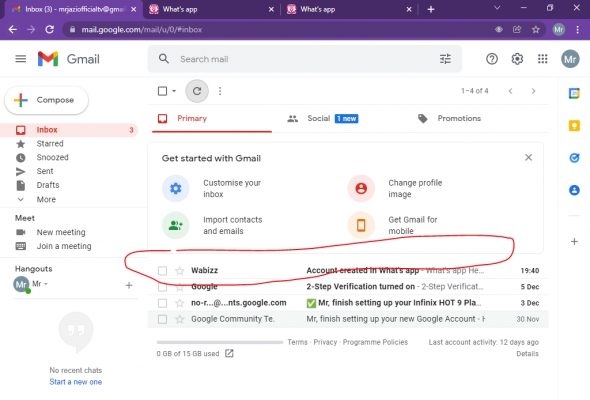 Inbox (3) - mrjaziofficialtv@gmai
What's app
What's app
mail.google.com/mail/u/0/#inbox
Mr
Gmail
Search mail
Mr
Compose
1–4 of 4
Primary
Social 1 new
Promotions
Inbox 3
Starred
Snoozed
Sent
Drafts
More
Meet
New meeting
Join a meeting
Hangouts
Mr Mr
No recent chats
Start a new one
Get started with Gmail
Customise your
inbox
Change profile
image
Import contacts
and emails
Get Gmail for
mobile
Wabizz Account created in What's app - What's app He... 19:40
Google 2-Step Verification turned on - 2-Step Verificat... 5 Dec
no-r...@...nts.google.com ✅ Mr, finish setting up your Infinix HOT 9 Pla... 3 Dec
Google Community Te. Mr, finish setting up your new Google Account - H 30 Nov
0 GB of 15 GB used
Terms · Privacy · Programme Policies
Last account activity: 12 days ago
Details